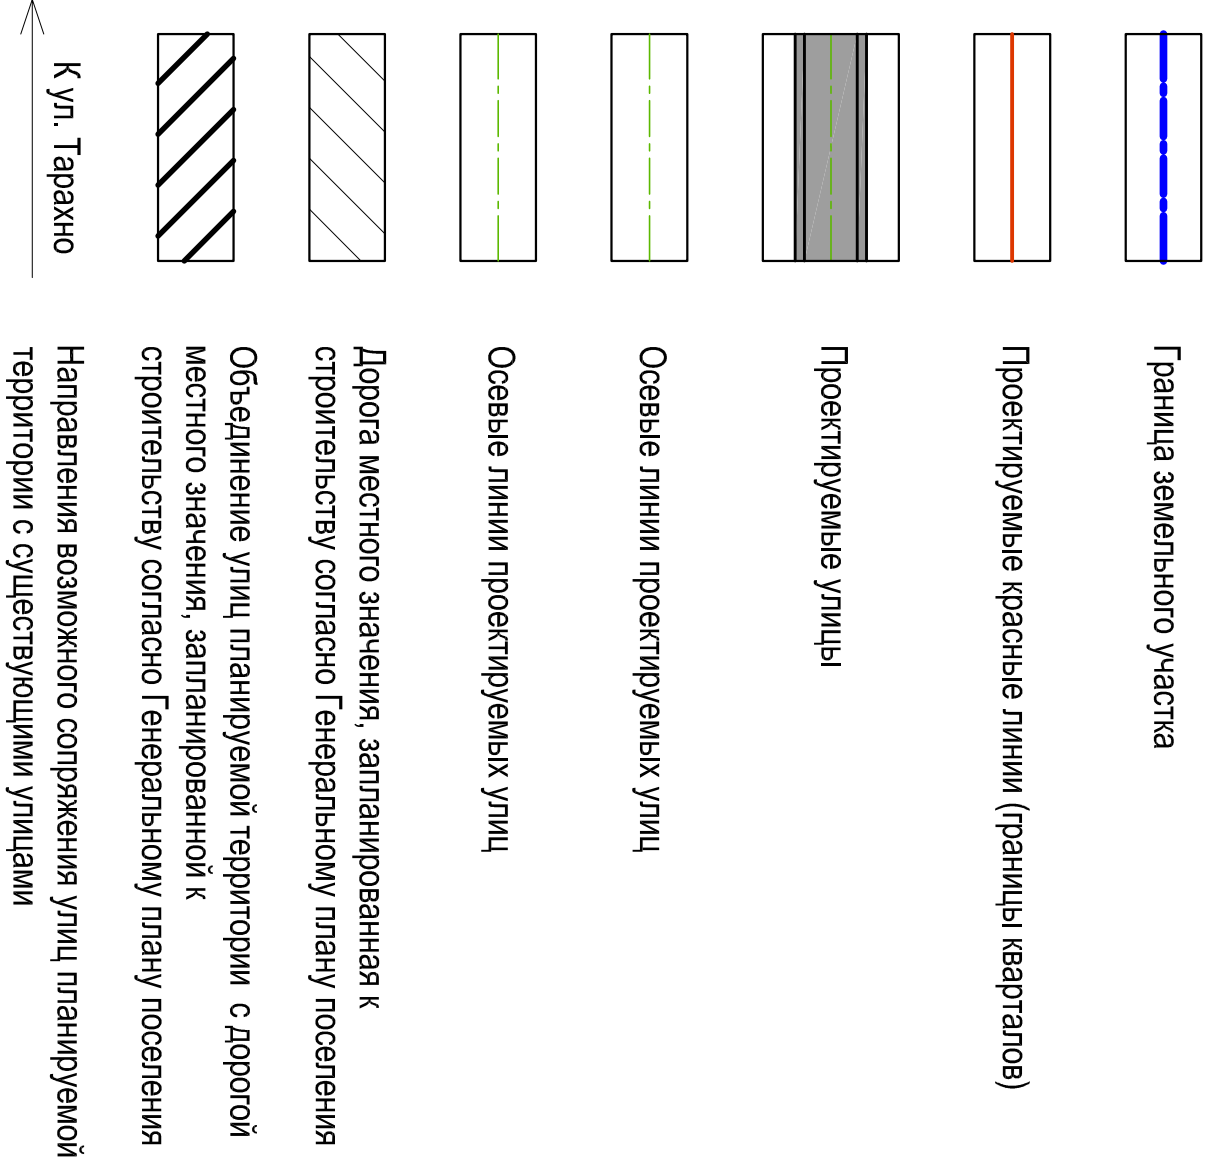 Граница земельного участка
Проектируемые красные линии (границы кварталов)
Проектируемые улицы
Осевые линии проектируемых улиц
Осевые линии проектируемых улиц
Дорога местного значения, запланированная к
строительству согласно Генеральному плану поселения
Объединение улиц планируемой территории с дорогой
местного значения, запланированной к
строительству согласно Генеральному плану поселения
К ул. Тарахно
Направления возможного сопряжения улиц планируемой
территории с существующими улицами